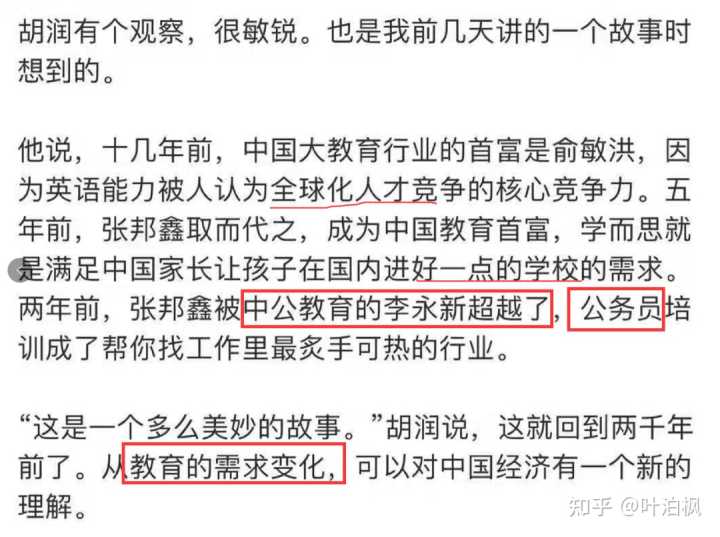 胡润有个观察，很敏锐。也是我前几天讲的一个故事时
想到的。
他说，十几年前，中国大教育行业的首富是俞敏洪，因
为英语能力被人认为全球化人才竞争的核心竞争力。五
年前，张邦鑫取而代之，成为中国教育首富，学而思就
是满足中国家长让孩子在国内进好一点的学校的需求。
两年前，张邦鑫被中公教育的李永新超越了，公务员培
训成了帮你找工作里最炙手可热的行业。
“这是一个多么美妙的故事。”胡润说，这就回到两千年
前了。从教育的需求变化，可以对中国经济有一个新的
理解。
知乎 @叶泊枫